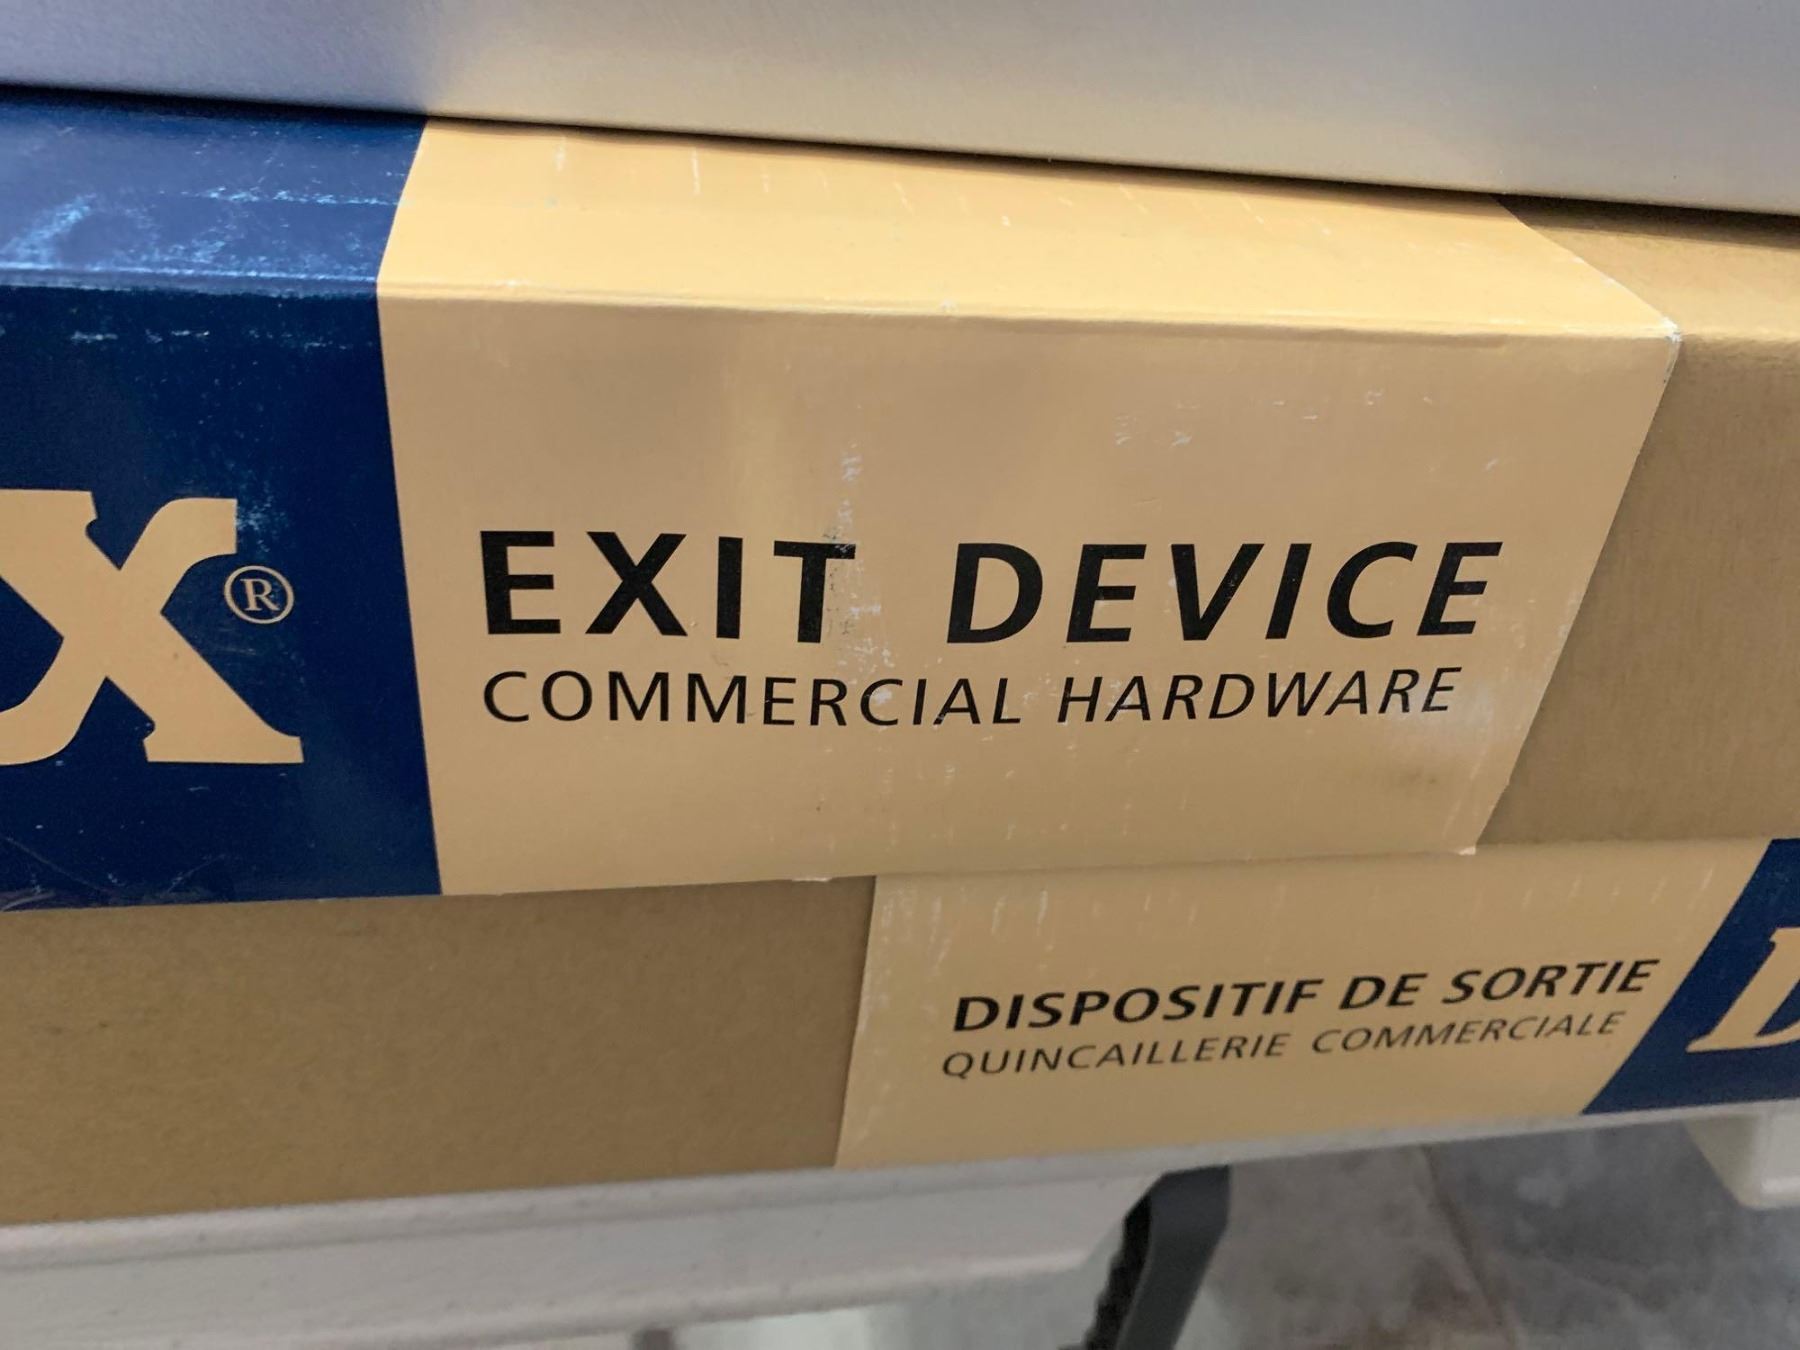 X®
EXIT DEVICE
COMMERCIAL HARDWARE
DISPOSITIF DE SORTIE
QUINCAILLERIE COMMERCIALE